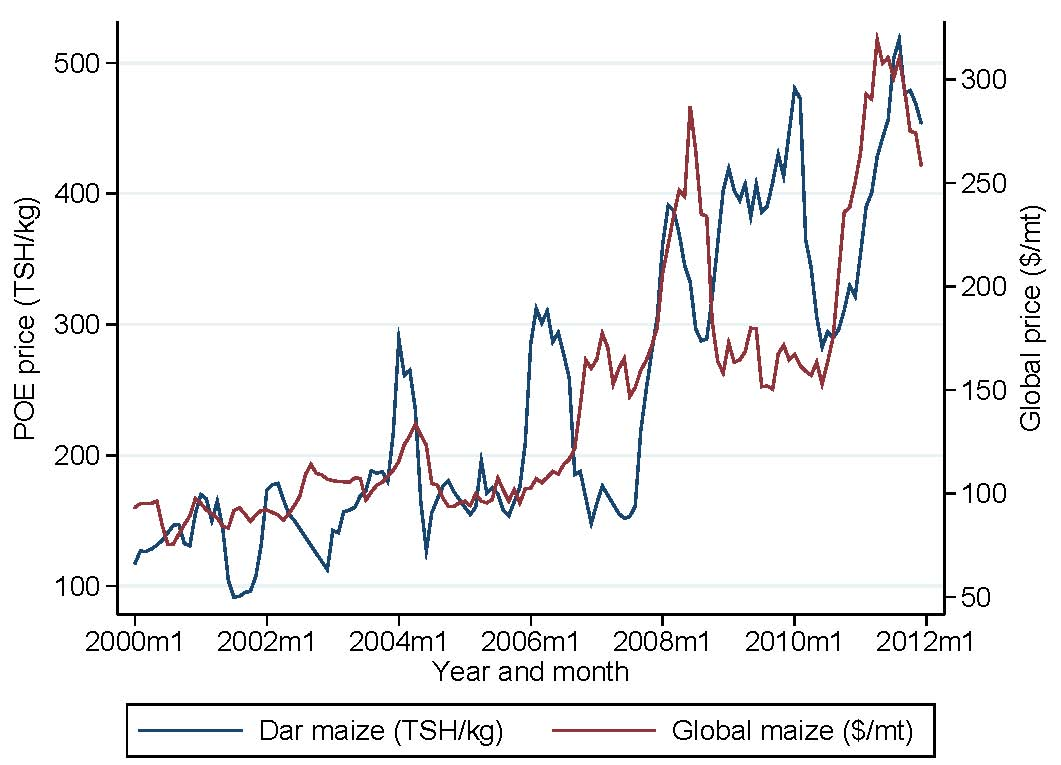 POE price (TSH/kg)
500
400
300
200
100
Global price ($/mt)
300
250
200
150
100
50
2000m1 2002m1 2004m1 2006m1 2008m1 2010m1 2012m1
Year and month
Dar maize (TSH/kg) Global maize ($/mt)